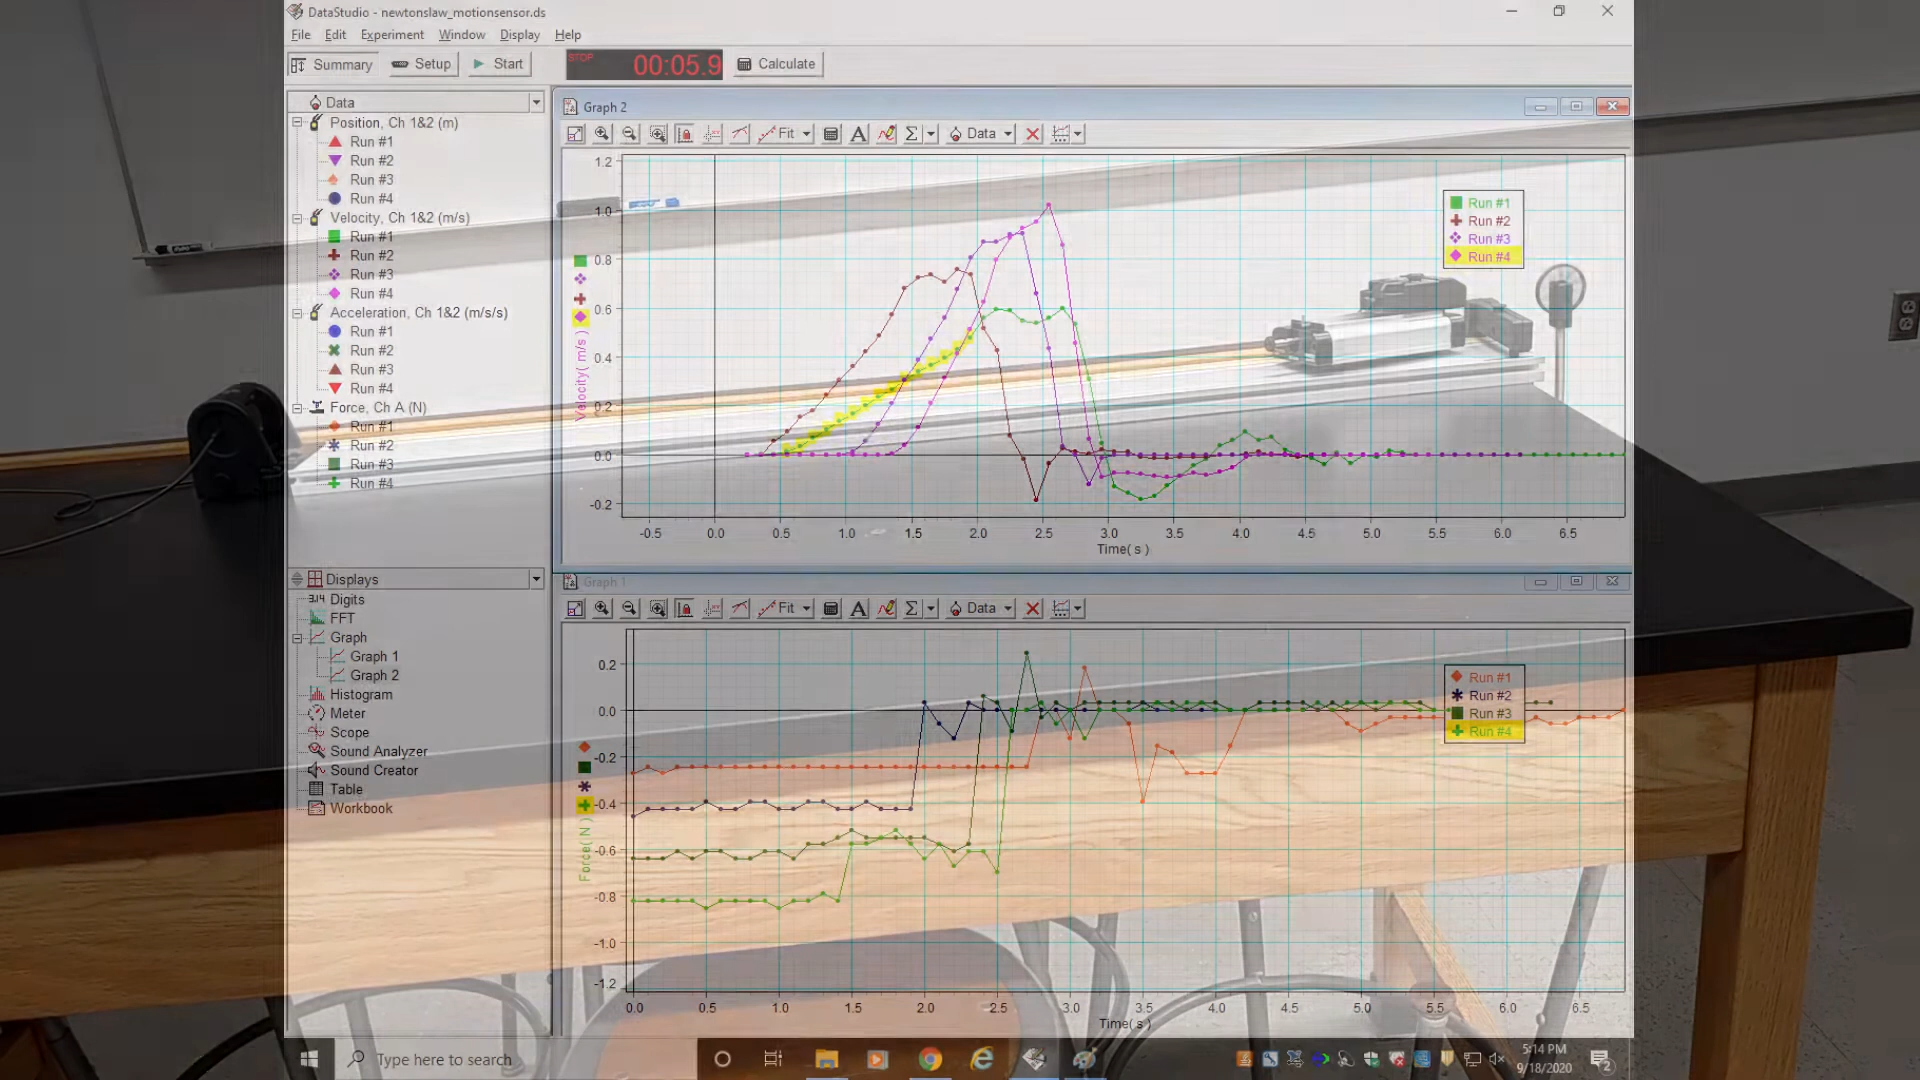 DataStudio - newtonslaw_motionsensor.ds
File Edit Experiment Window Display Help
Summary Setup Start STOP 00:05.9 Calculate
Data
Position, Ch 1&2 (m)
Run #1
Run #2
Run #3
Run #4
Velocity, Ch 1&2 (m/s)
Run #1
Run #2
Run #3
Run #4
Acceleration, Ch 1&2 (m/s/s)
Run #1
Run #2
Run #3
Run #4
Force, Ch A (N)
Run #1
Run #2
Run #3
Run #4
Displays
3.14 Digits
FFT
Graph
Graph 1
Graph 2
Histogram
Meter
Scope
Sound Analyzer
Sound Creator
Table
Workbook
Graph 2
Fit A Σ Data
1.2
1.0
0.8
0.6
0.4
0.2
0.0
-0.2
Velocity( m/s )
Run #1
Run #2
Run #3
Run #4
-0.5 0.0 0.5 1.0 1.5 2.0 2.5 3.0 3.5 4.0 4.5 5.0 5.5 6.0 6.5
Time( s )
Graph 1
Fit A Σ Data
0.2
0.0
-0.2
-0.4
-0.6
-0.8
-1.0
-1.2
Force( N )
Run #1
Run #2
Run #3
Run #4
0.0 0.5 1.0 1.5 2.0 2.5 3.0 3.5 4.0 4.5 5.0 5.5 6.0 6.5
Time( s )
Type here to search
5:14 PM
9/18/2020
2